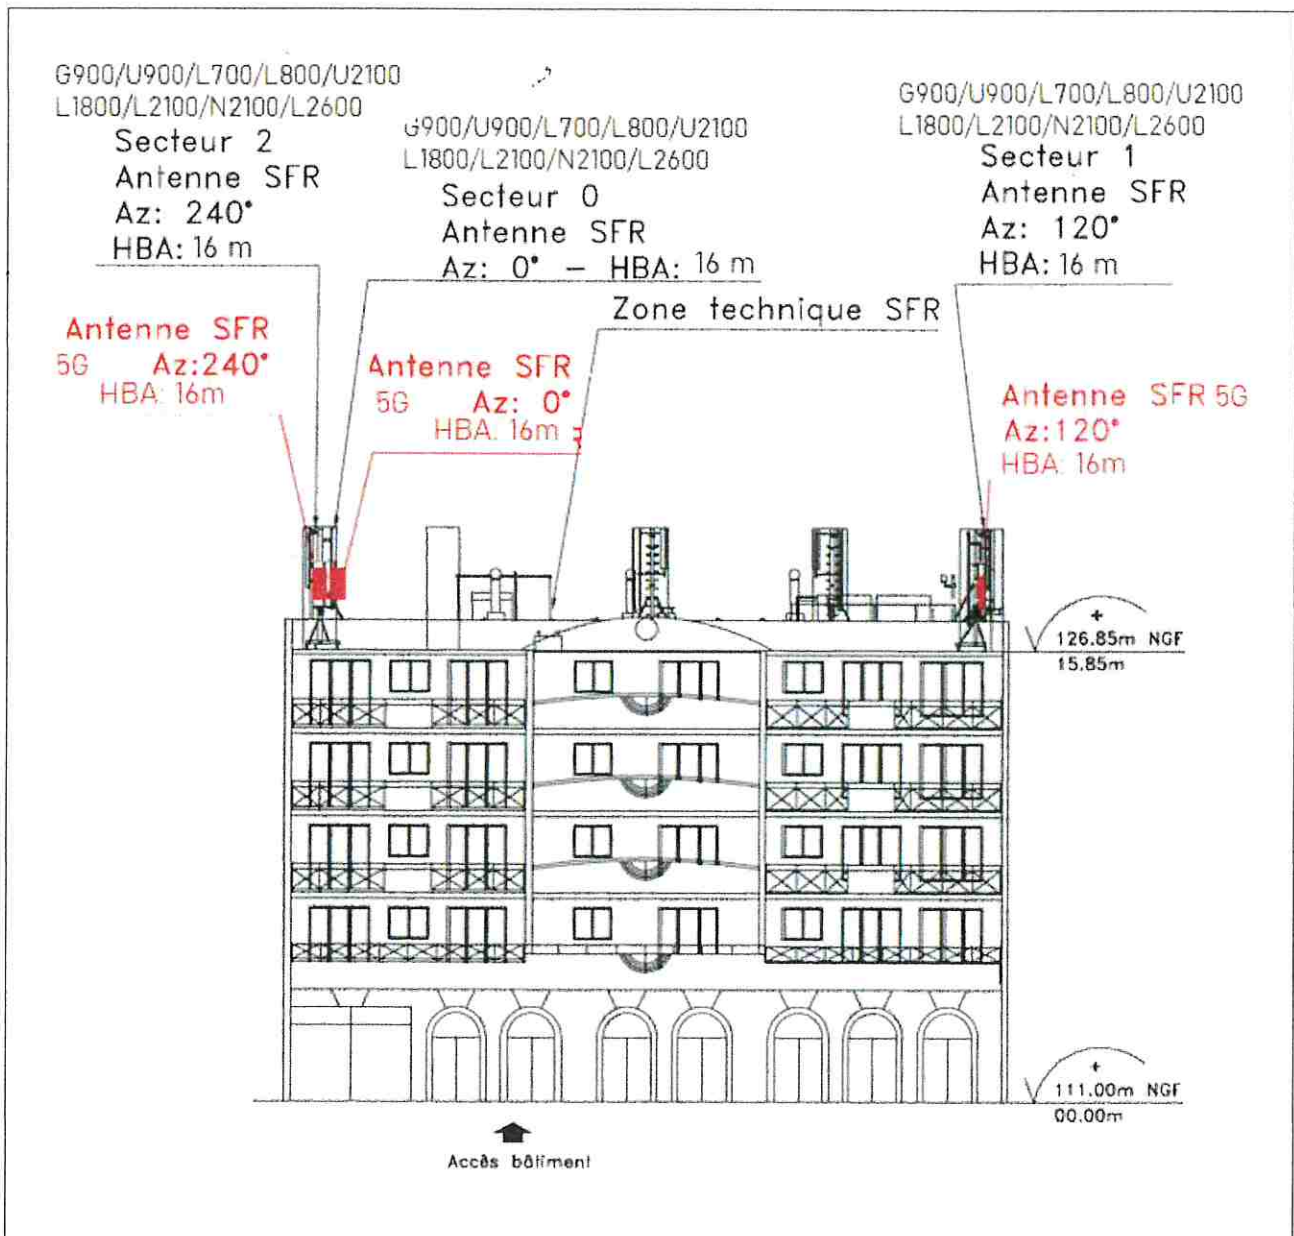 G900/U900/L700/L800/U2100
L1800/L2100/N2100/L2600
Secteur 2
Antenne SFR
Az: 240°
HBA: 16 m
G900/U900/L700/L800/U2100
L1800/L2100/N2100/L2600
Secteur 0
Antenne SFR
Az: 0° - HBA: 16 m
G900/U900/L700/L800/U2100
L1800/L2100/N2100/L2600
Secteur 1
Antenne SFR
Az: 120°
HBA: 16 m
Zone technique SFR
Antenne SFR
5G Az:240°
HBA: 16m
Antenne SFR
5G Az: 0°
HBA: 16m
Antenne SFR 5G
Az:120°
HBA: 16m
126.85m NGF
15.85m
111.00m NGF
00.00m
Accès bâtiment